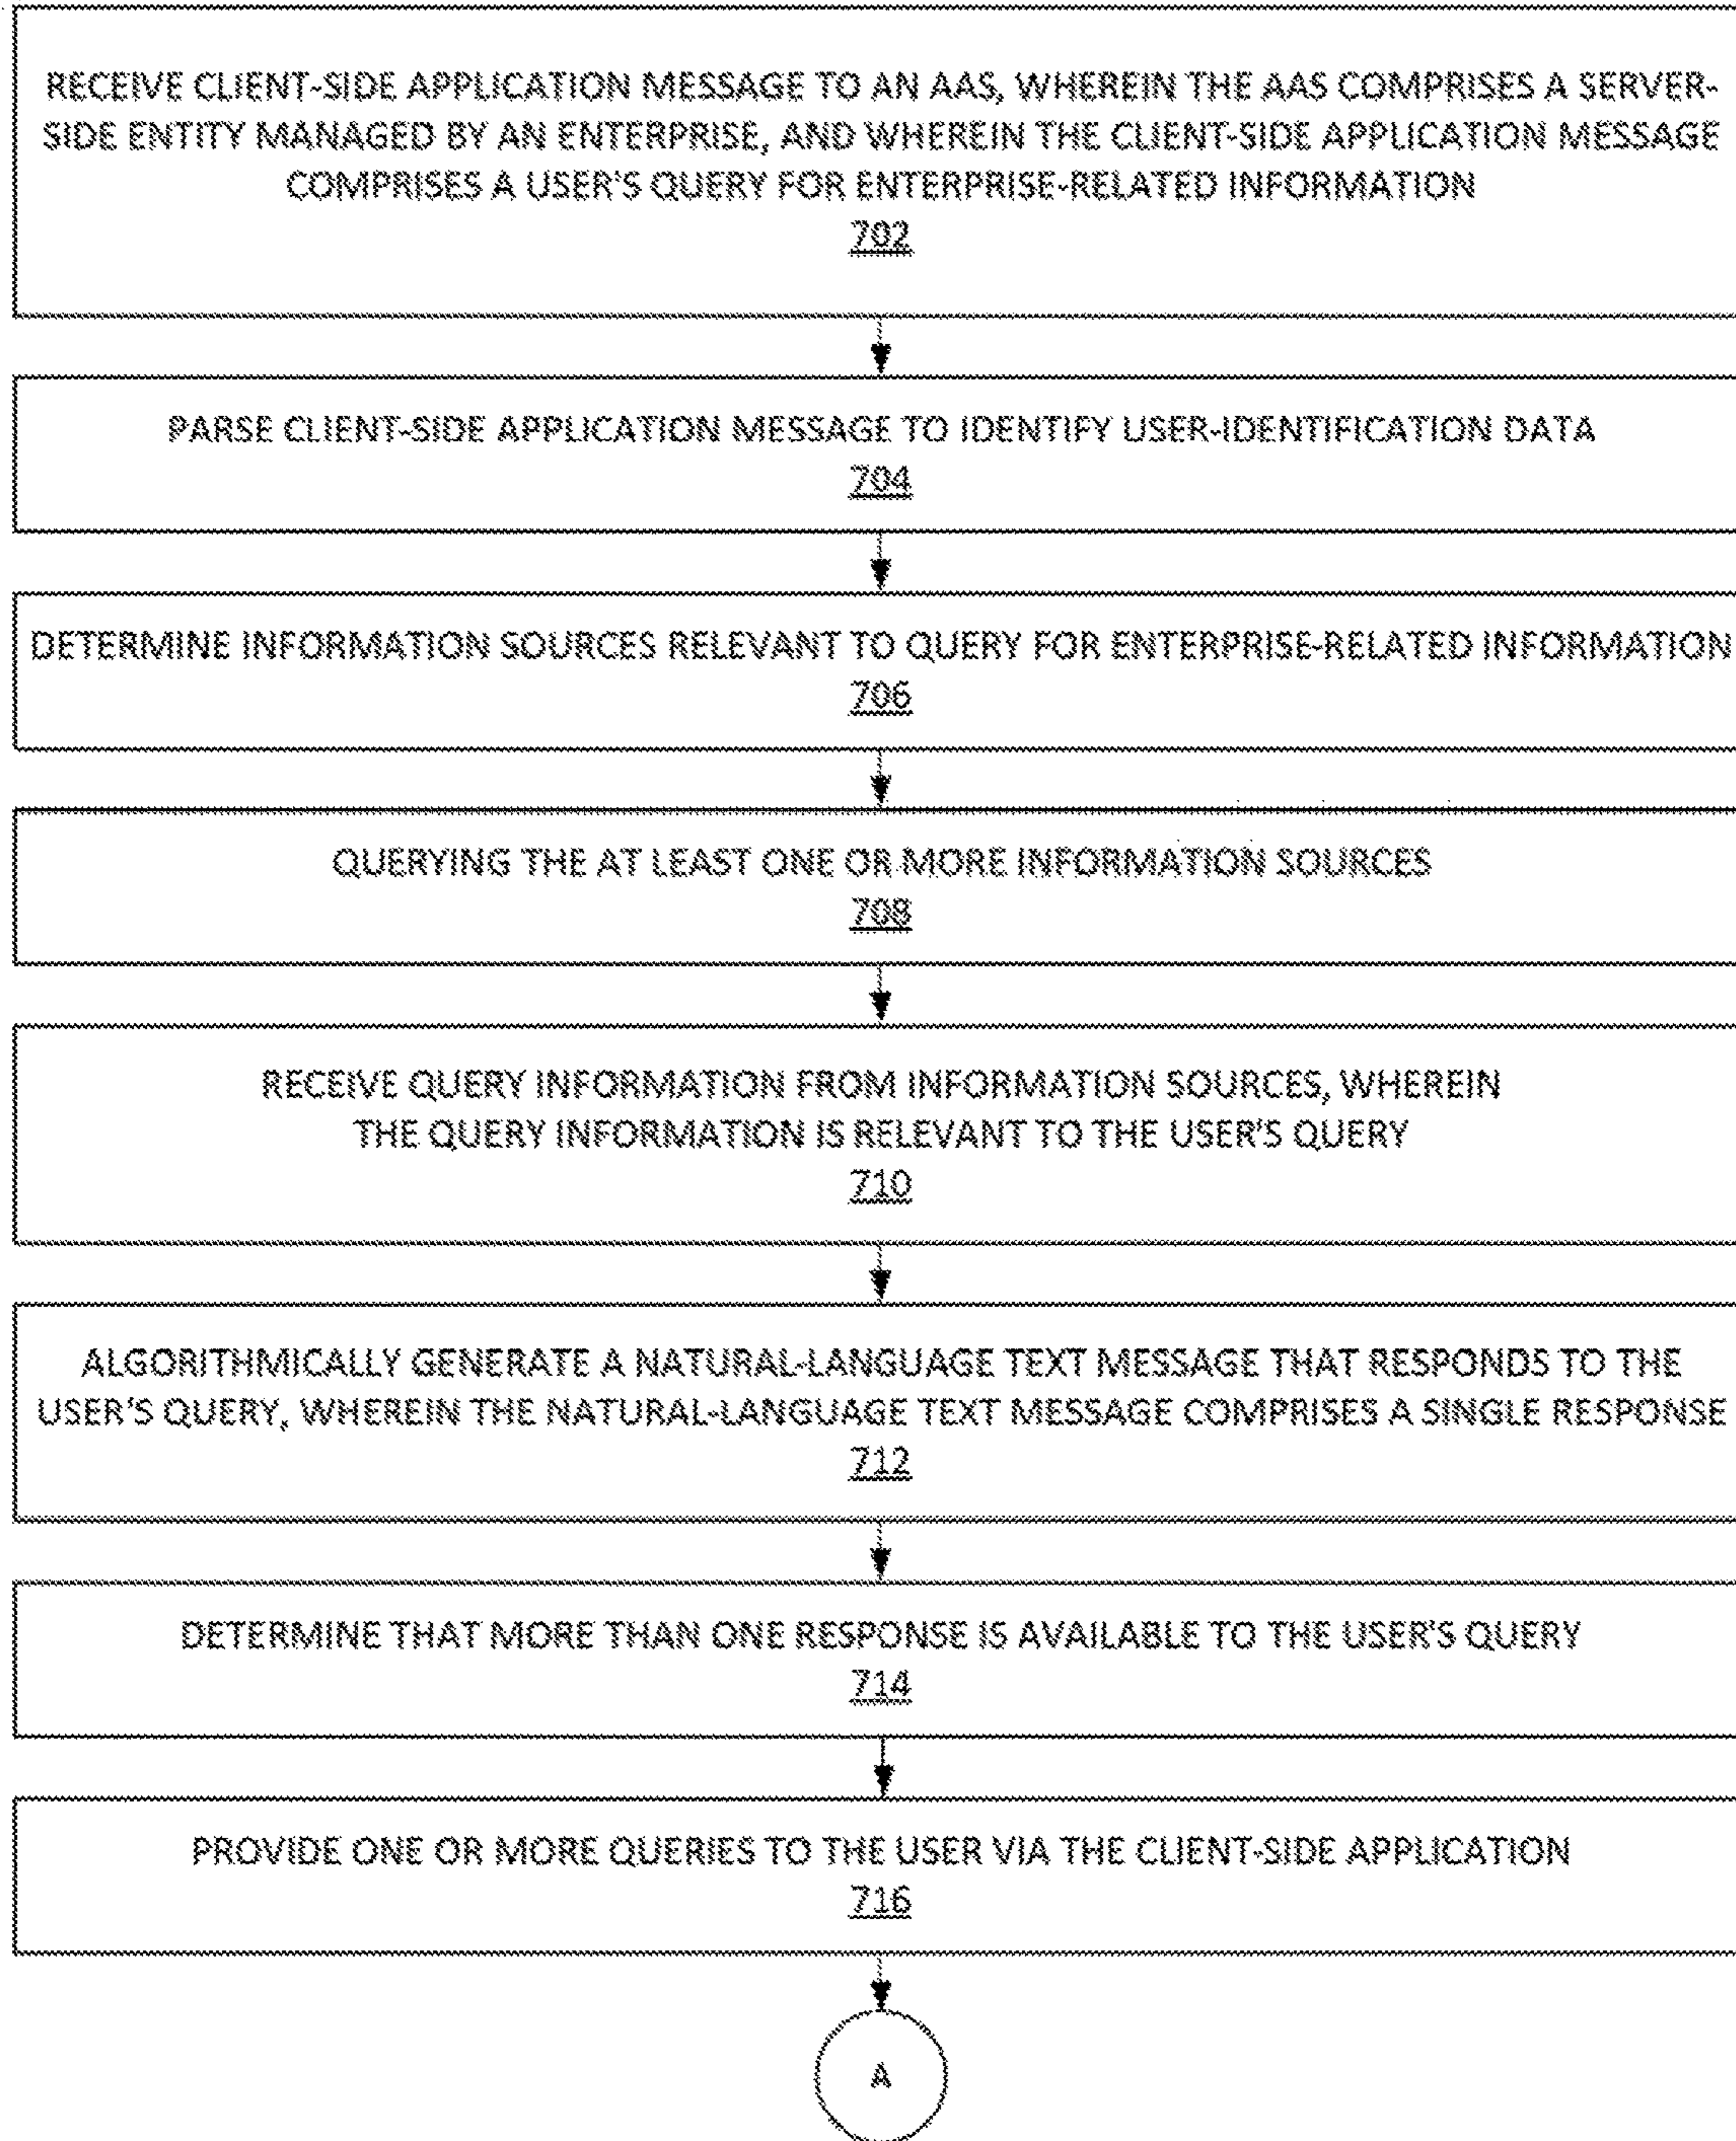 RECEIVE CLIENT-SIDE APPLICATION MESSAGE TO AN AAS, WHEREIN THE AAS COMPRISES A SERVER-
SIDE ENTITY MANAGED BY AN ENTERPRISE, AND WHEREIN THE CLIENT-SIDE APPLICATION MESSAGE
COMPRISES A USER'S QUERY FOR ENTERPRISE-RELATED INFORMATION
702
PARSE CLIENT-SIDE APPLICATION MESSAGE TO IDENTIFY USER-IDENTIFICATION DATA
704
DETERMINE INFORMATION SOURCES RELEVANT TO QUERY FOR ENTERPRISE-RELATED INFORMATION
706
QUERYING THE AT LEAST ONE OR MORE INFORMATION SOURCES
708
RECEIVE QUERY INFORMATION FROM INFORMATION SOURCES, WHEREIN
THE QUERY INFORMATION IS RELEVANT TO THE USER'S QUERY
710
ALGORITHMICALLY GENERATE A NATURAL-LANGUAGE TEXT MESSAGE THAT RESPONDS TO THE
USER'S QUERY, WHEREIN THE NATURAL-LANGUAGE TEXT MESSAGE COMPRISES A SINGLE RESPONSE
712
DETERMINE THAT MORE THAN ONE RESPONSE IS AVAILABLE TO THE USER'S QUERY
714
PROVIDE ONE OR MORE QUERIES TO THE USER VIA THE CLIENT-SIDE APPLICATION
716
A